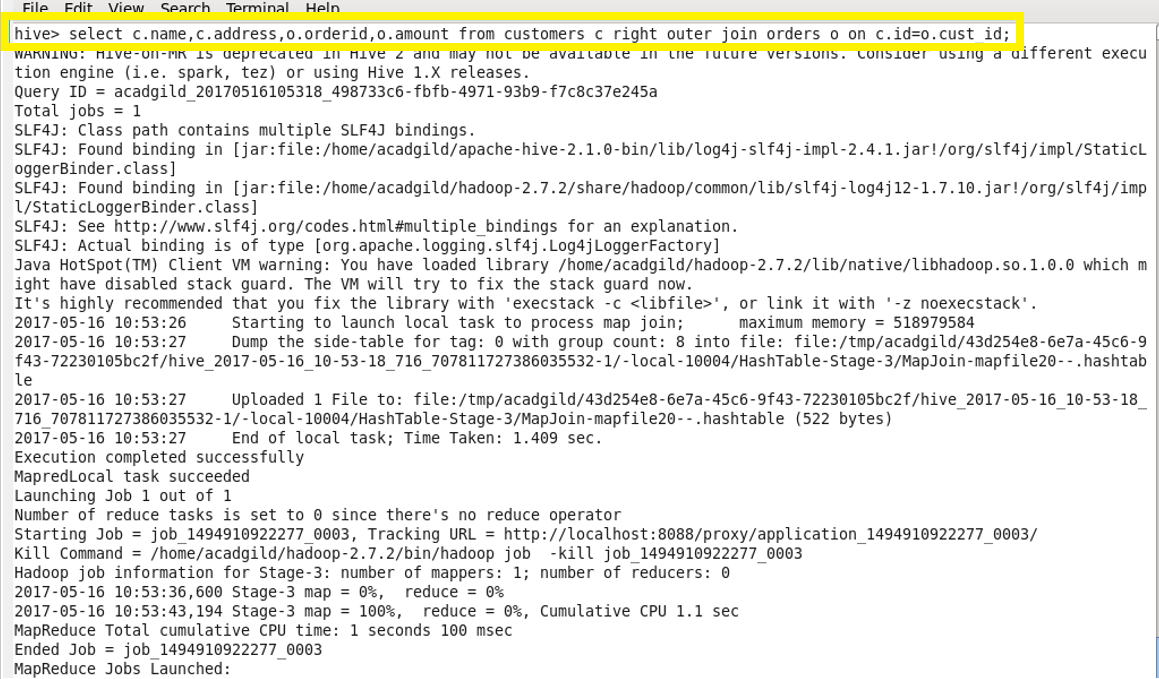 File Edit View Search Terminal Help
hive> select c.name,c.address,o.orderid,o.amount from customers c right outer join orders o on c.id=o.cust_id;
WARNING: Hive-on-MR is deprecated in Hive 2 and may not be available in the future versions. Consider using a different execu
tion engine (i.e. spark, tez) or using Hive 1.X releases.
Query ID = acadgild_20170516105318_498733c6-fbfb-4971-93b9-f7c8c37e245a
Total jobs = 1
SLF4J: Class path contains multiple SLF4J bindings.
SLF4J: Found binding in [jar:file:/home/acadgild/apache-hive-2.1.0-bin/lib/log4j-slf4j-impl-2.4.1.jar!/org/slf4j/impl/StaticL
oggerBinder.class]
SLF4J: Found binding in [jar:file:/home/acadgild/hadoop-2.7.2/share/hadoop/common/lib/slf4j-log4j12-1.7.10.jar!/org/slf4j/imp
l/StaticLoggerBinder.class]
SLF4J: See http://www.slf4j.org/codes.html#multiple_bindings for an explanation.
SLF4J: Actual binding is of type [org.apache.logging.slf4j.Log4jLoggerFactory]
Java HotSpot(TM) Client VM warning: You have loaded library /home/acadgild/hadoop-2.7.2/lib/native/libhadoop.so.1.0.0 which m
ight have disabled stack guard. The VM will try to fix the stack guard now.
It's highly recommended that you fix the library with 'execstack -c <libfile>', or link it with '-z noexecstack'.
2017-05-16 10:53:26     Starting to launch local task to process map join;      maximum memory = 518979584
2017-05-16 10:53:27     Dump the side-table for tag: 0 with group count: 8 into file: file:/tmp/acadgild/43d254e8-6e7a-45c6-9
f43-72230105bc2f/hive_2017-05-16_10-53-18_716_707811727386035532-1/-local-10004/HashTable-Stage-3/MapJoin-mapfile20--.hashtab
le
2017-05-16 10:53:27     Uploaded 1 File to: file:/tmp/acadgild/43d254e8-6e7a-45c6-9f43-72230105bc2f/hive_2017-05-16_10-53-18_
716_707811727386035532-1/-local-10004/HashTable-Stage-3/MapJoin-mapfile20--.hashtable (522 bytes)
2017-05-16 10:53:27     End of local task; Time Taken: 1.409 sec.
Execution completed successfully
MapredLocal task succeeded
Launching Job 1 out of 1
Number of reduce tasks is set to 0 since there's no reduce operator
Starting Job = job_1494910922277_0003, Tracking URL = http://localhost:8088/proxy/application_1494910922277_0003/
Kill Command = /home/acadgild/hadoop-2.7.2/bin/hadoop job  -kill job_1494910922277_0003
Hadoop job information for Stage-3: number of mappers: 1; number of reducers: 0
2017-05-16 10:53:36,600 Stage-3 map = 0%,  reduce = 0%
2017-05-16 10:53:43,194 Stage-3 map = 100%,  reduce = 0%, Cumulative CPU 1.1 sec
MapReduce Total cumulative CPU time: 1 seconds 100 msec
Ended Job = job_1494910922277_0003
MapReduce Jobs Launched: